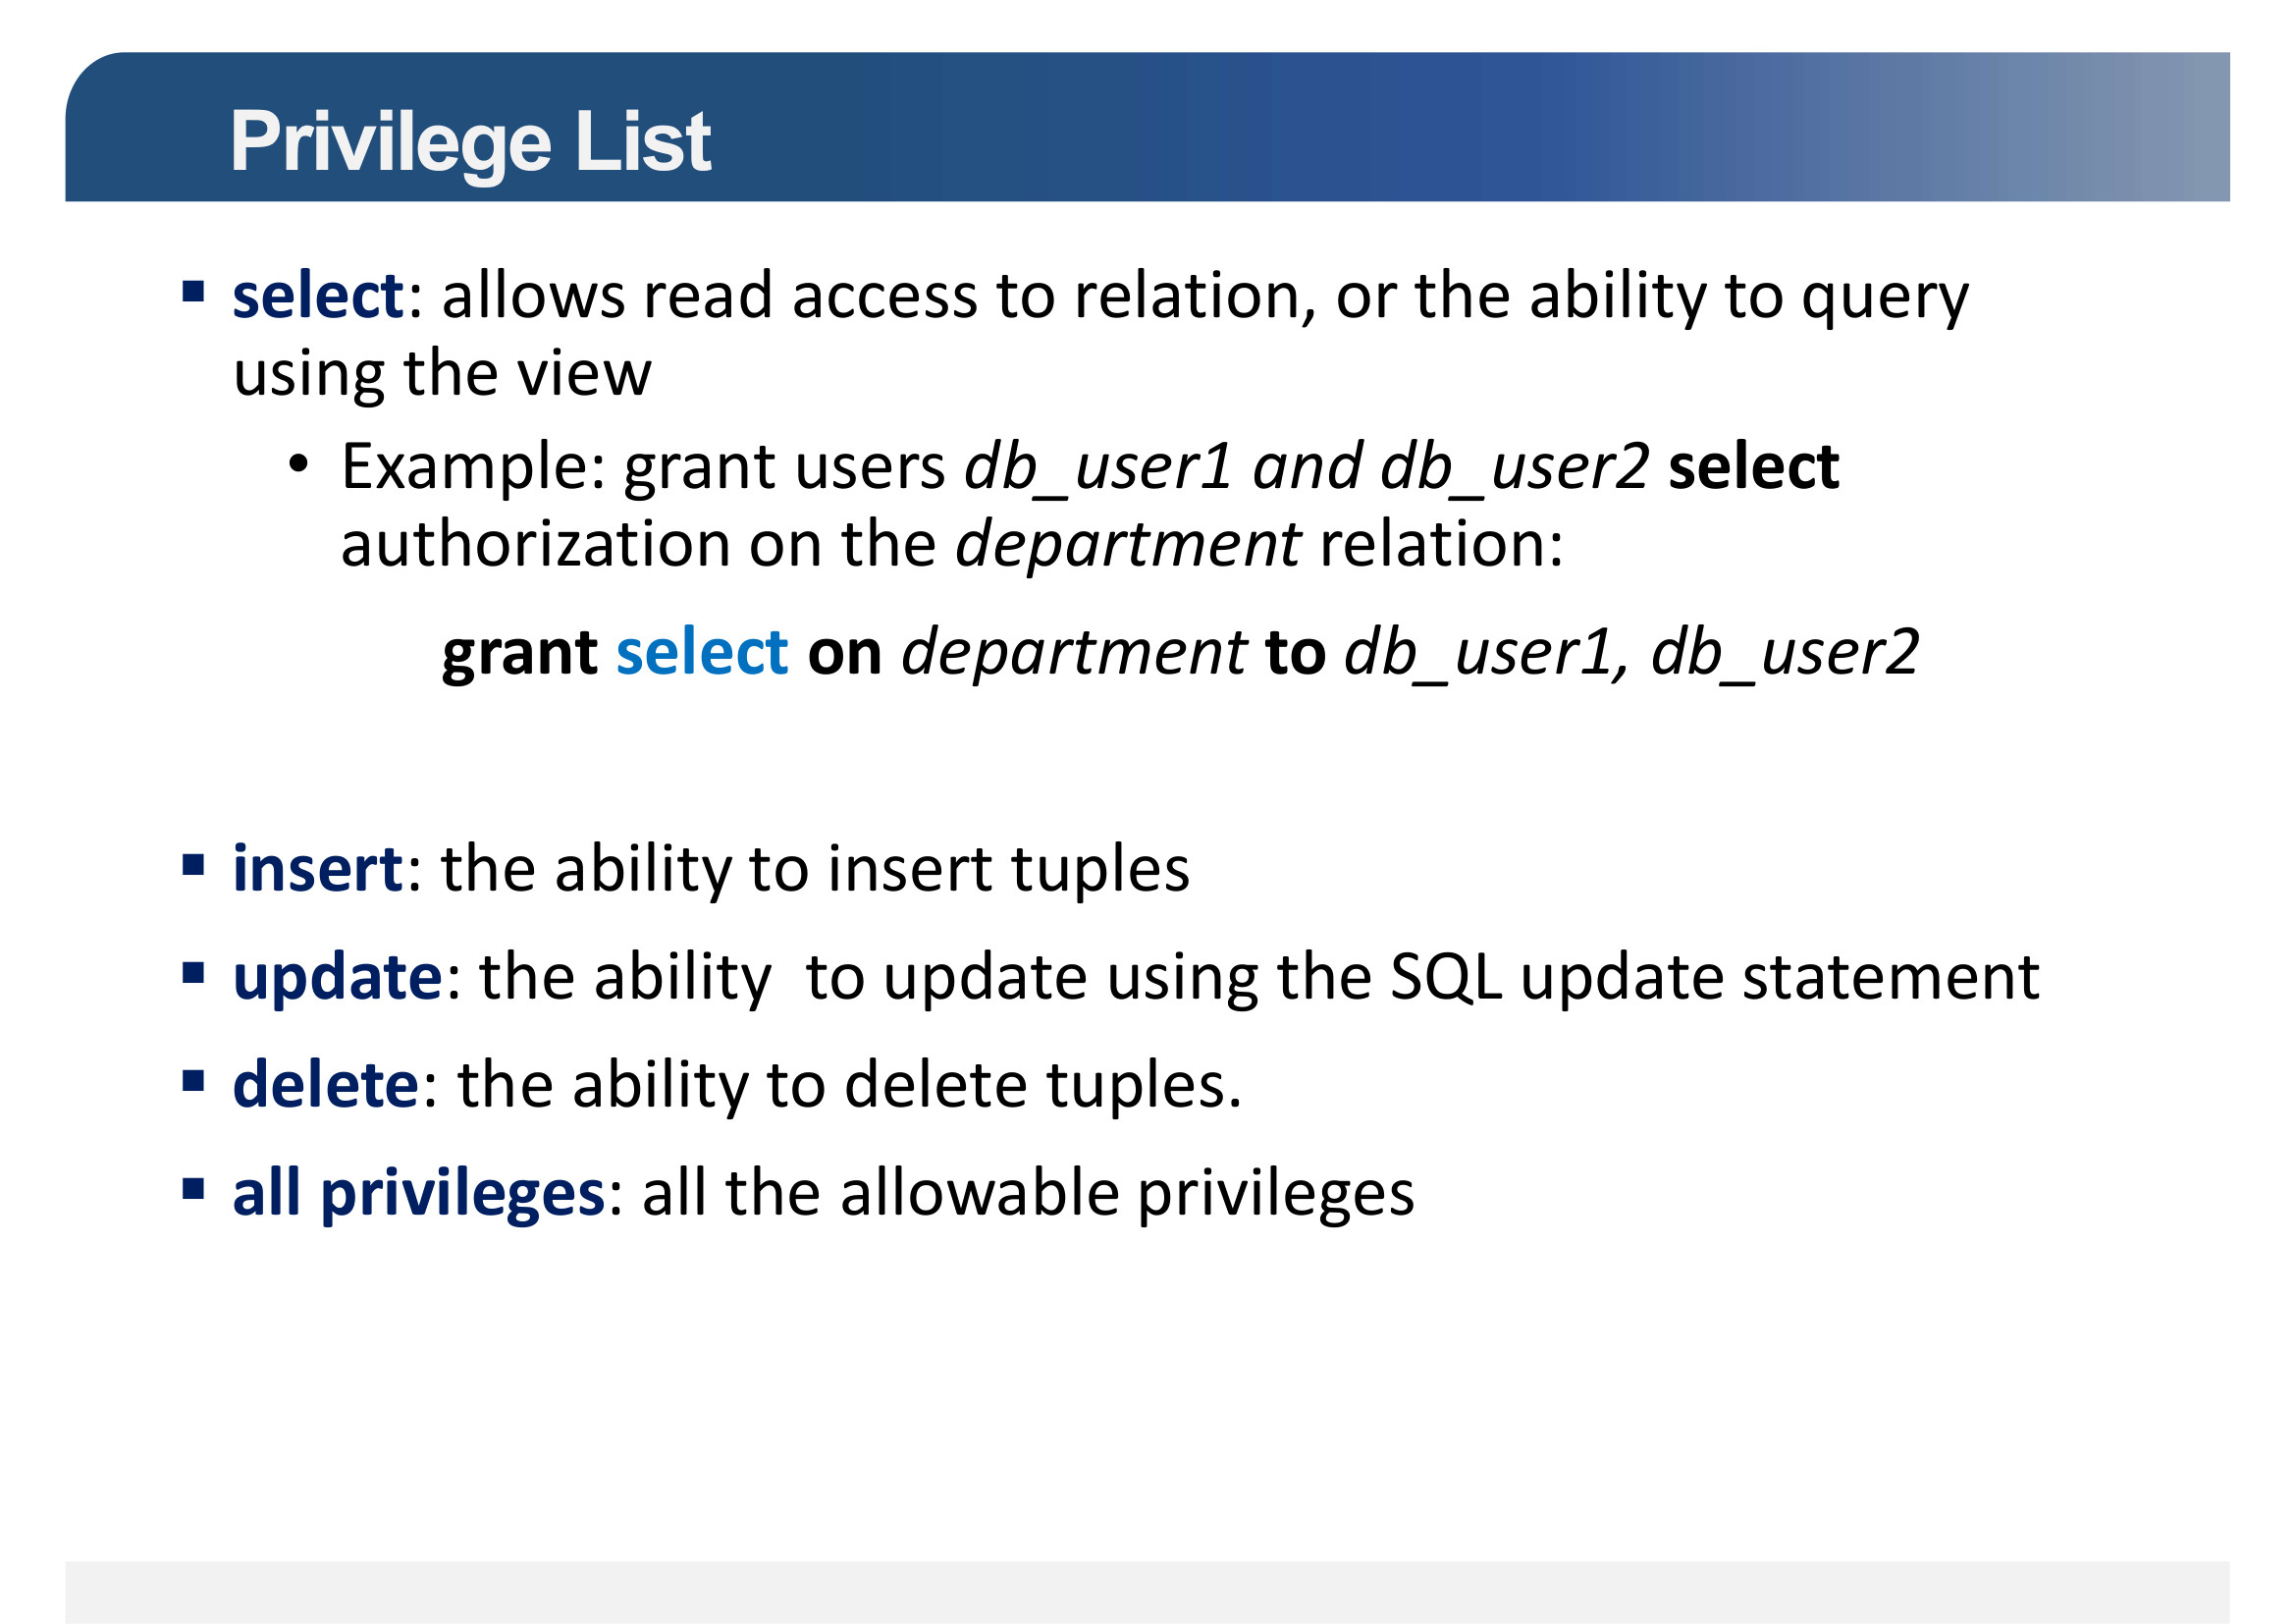 Privilege List
▪ select: allows read access to relation, or the ability to query
using the view
• Example: grant users db_user1 and db_user2 select
authorization on the department relation:
grant select on department to db_user1, db_user2
▪ insert: the ability to insert tuples
▪ update: the ability  to update using the SQL update statement
▪ delete: the ability to delete tuples.
▪ all privileges: all the allowable privileges